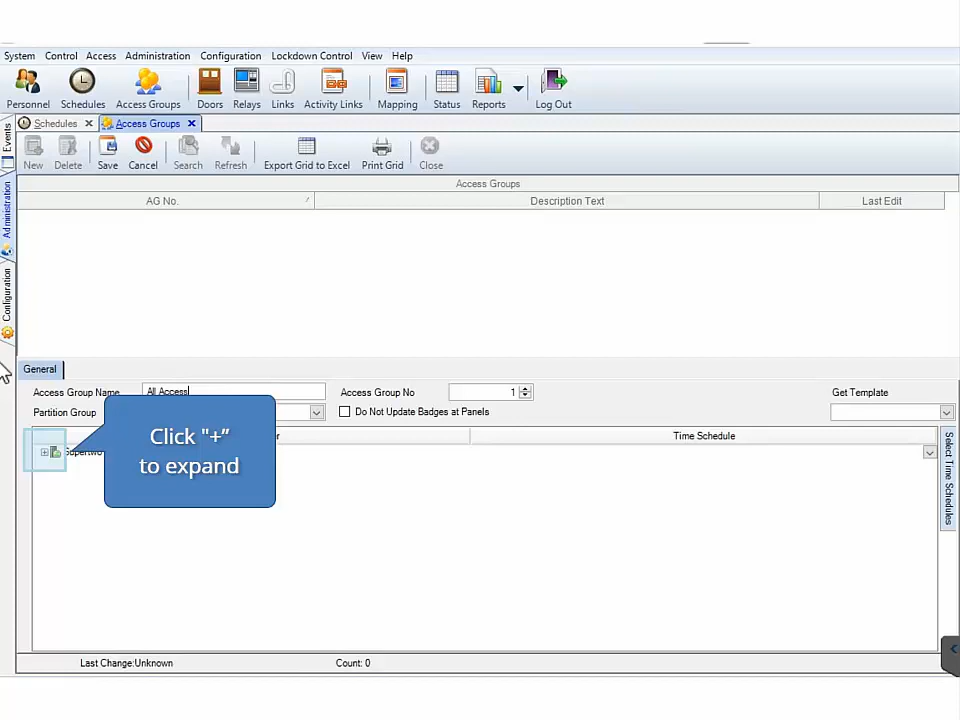 System Control Access Administration Configuration Lockdown Control View Help
Personnel Schedules Access Groups Doors Relays Links Activity Links Mapping Status Reports Log Out
Events
Administration
Configuration
Schedules Access Groups
New Delete Save Cancel Search Refresh Export Grid to Excel Print Grid Close
Access Groups
AG No. Description Text Last Edit
General
Access Group Name All Access Access Group No 1 Get Template
Partition Group Do Not Update Badges at Panels
Time Schedule
Click "+”
to expand
Select Time Schedules
Last Change:Unknown Count: 0